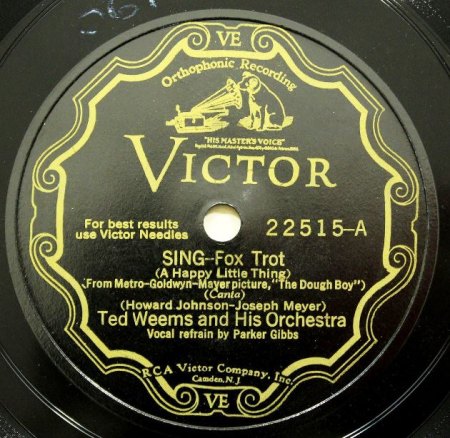 VE
Orthophonic Recording
"HIS MASTER'S VOICE"
VICTOR
For best results
use Victor Needles
22515-A
SING-Fox Trot
(A Happy Little Thing)
(From Metro-Goldwyn-Mayer picture, "The Dough Boy")
(Canta)
(Howard Johnson-Joseph Meyer)
Ted Weems and His Orchestra
Vocal refrain by Parker Gibbs
RCA Victor Company, Inc.
Camden, N.J.
VE